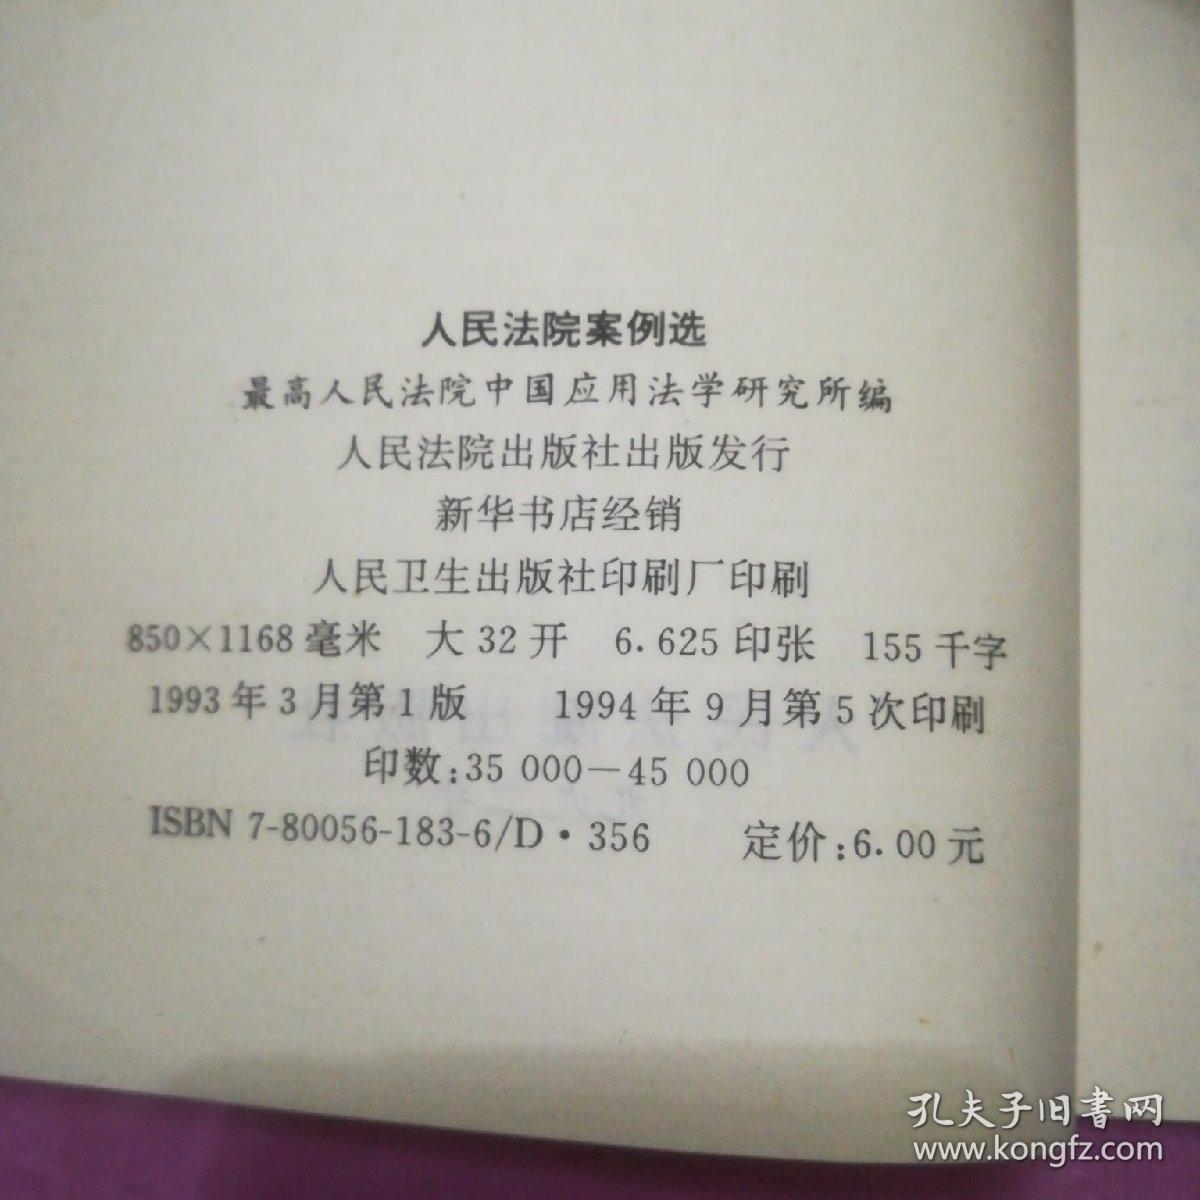 人民法院案例选
最高人民法院中国应用法学研究所编
人民法院出版社出版发行
新华书店经销
人民卫生出版社印刷厂印刷
850×1168毫米 大32开 6.625印张 155千字
1993年3月第1版 1994年9月第5次印刷
印数:35 000—45 000
ISBN 7-80056-183-6/D·356 定价:6.00元
孔夫子旧书网
www.kongfz.com